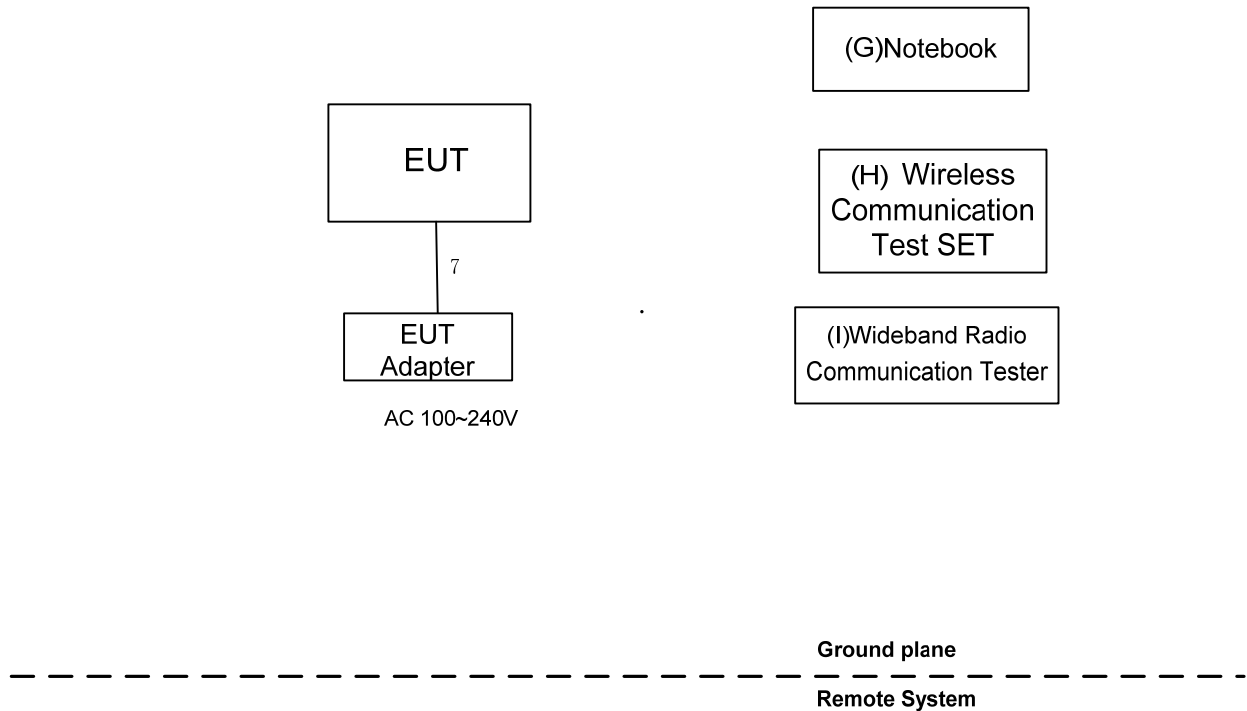 (G)Notebook
EUT
(H) Wireless
Communication
Test SET
7
EUT
Adapter
(I)Wideband Radio
Communication Tester
AC 100~240V
Ground plane
Remote System